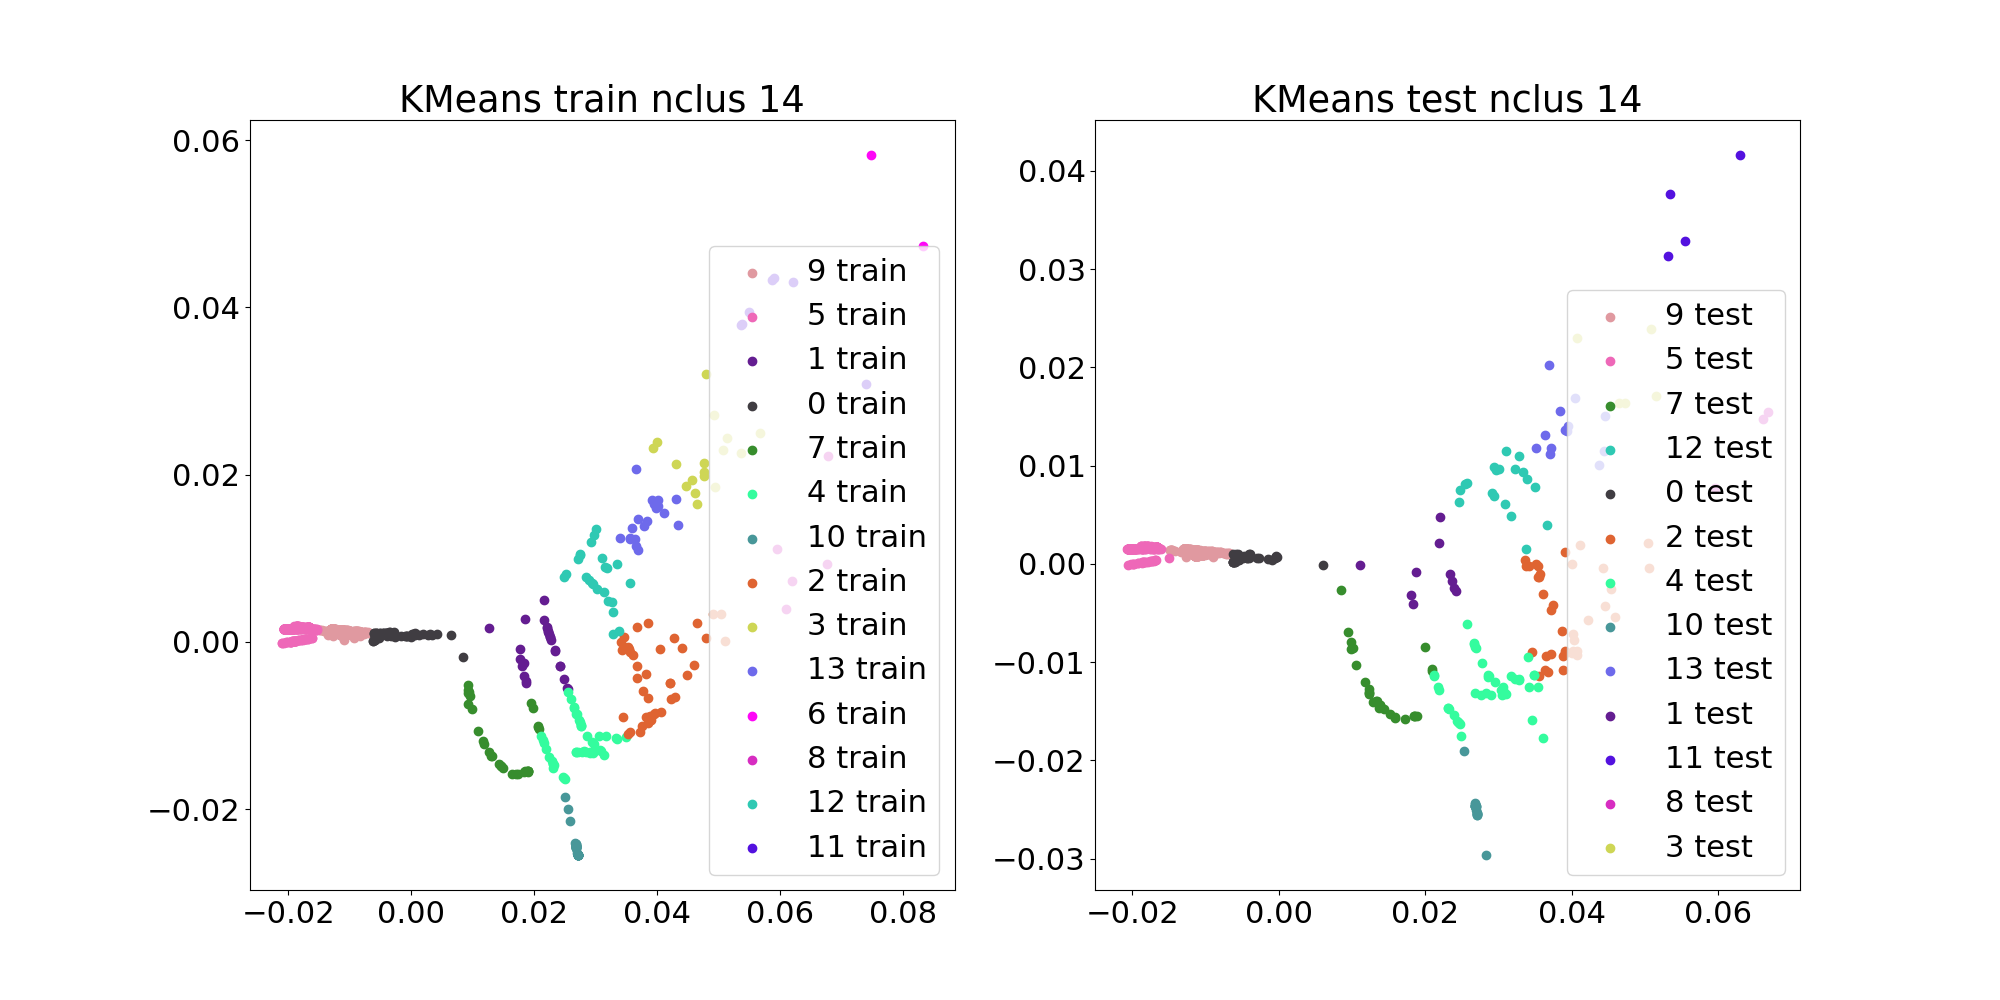 KMeans train nclus 14
0.06
0.04
0.02
0.00
−0.02
−0.02 0.00 0.02 0.04 0.06 0.08
9 train
5 train
1 train
0 train
7 train
4 train
10 train
2 train
3 train
13 train
6 train
8 train
12 train
11 train
KMeans test nclus 14
0.04
0.03
0.02
0.01
0.00
−0.01
−0.02
−0.03
−0.02 0.00 0.02 0.04 0.06
9 test
5 test
7 test
12 test
0 test
2 test
4 test
10 test
13 test
1 test
11 test
8 test
3 test